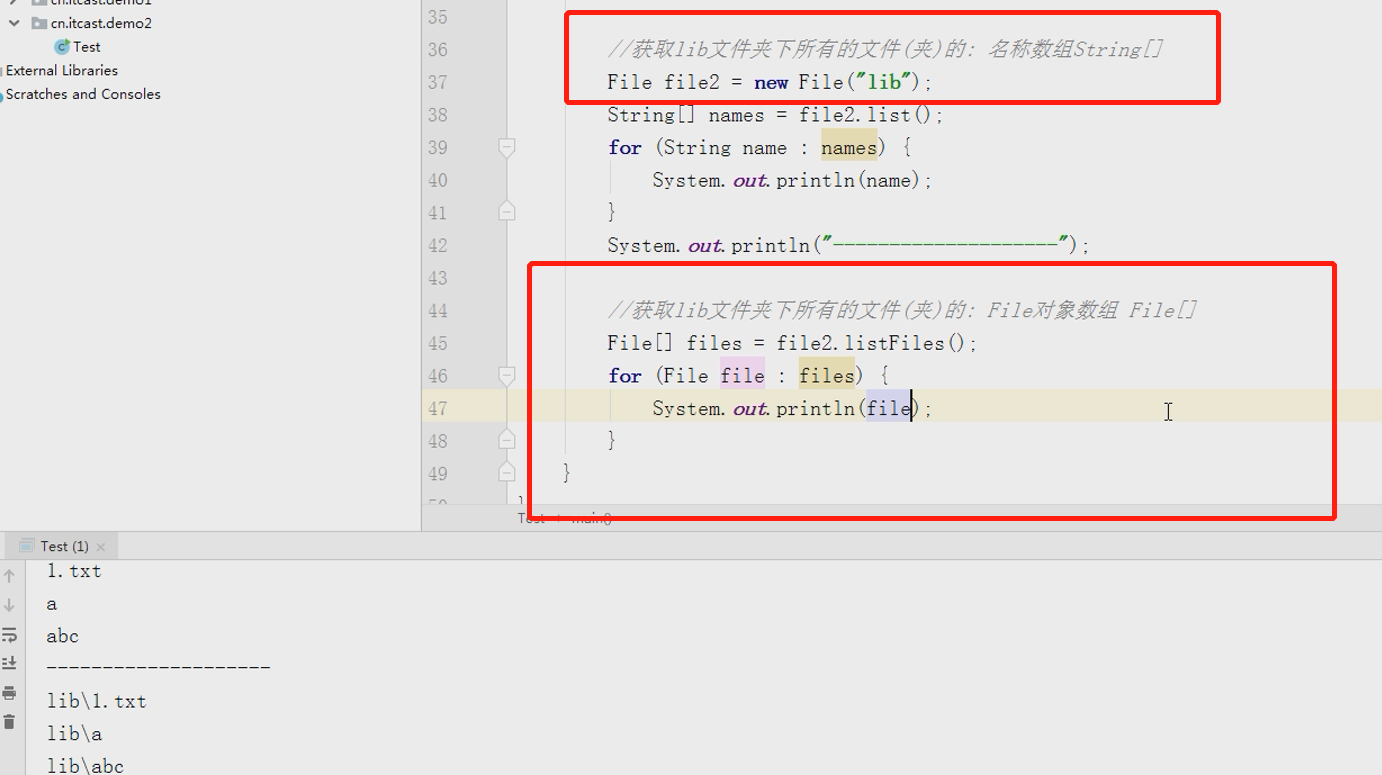 cn.itcast.demo1
cn.itcast.demo2
Test
External Libraries
Scratches and Consoles
35
36 //获取lib文件夹下所有的文件(夹)的: 名称数组String[]
37 File file2 = new File("lib");
38 String[] names = file2.list();
39 for (String name : names) {
40 System.out.println(name);
41 }
42 System.out.println("--------------------");
43
44 //获取lib文件夹下所有的文件(夹)的: File对象数组 File[]
45 File[] files = file2.listFiles();
46 for (File file : files) {
47 System.out.println(file);
48 }
49 }
50 }
Test main()
Test (1)
1.txt
a
abc
--------------------
lib\1.txt
lib\a
lib\abc